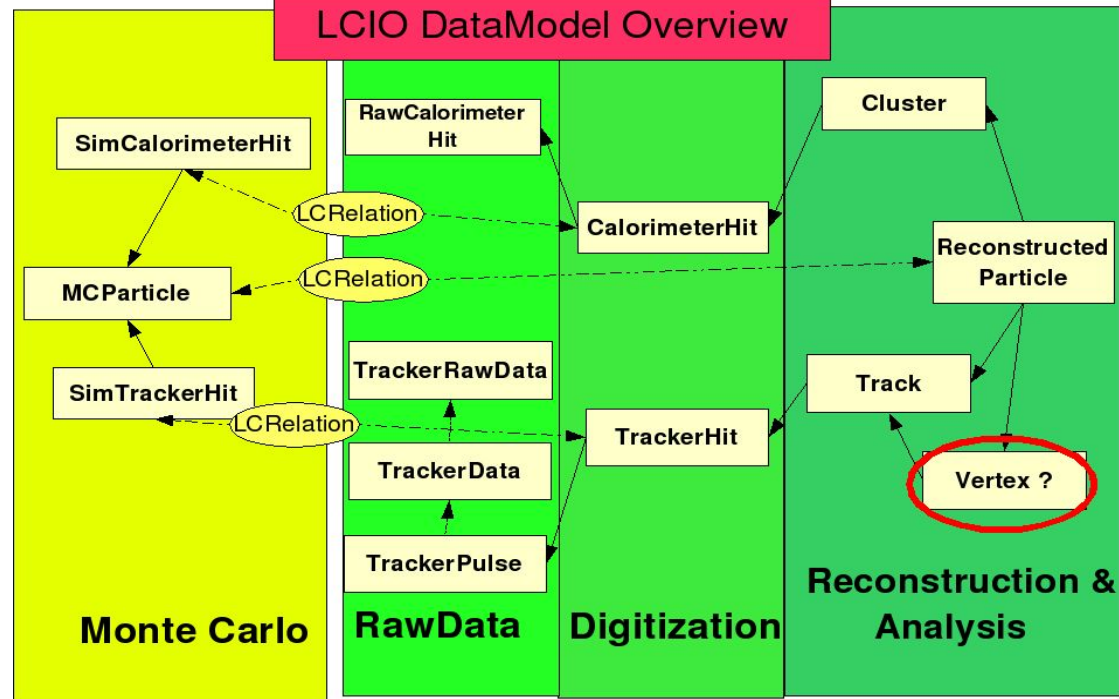 LCIO DataModel Overview
SimCalorimeterHit
MCParticle
SimTrackerHit
Monte Carlo
LCRelation
LCRelation
LCRelation
RawCalorimeter
Hit
TrackerRawData
TrackerData
TrackerPulse
RawData
CalorimeterHit
TrackerHit
Digitization
Cluster
Reconstructed
Particle
Track
Vertex ?
Reconstruction &
Analysis